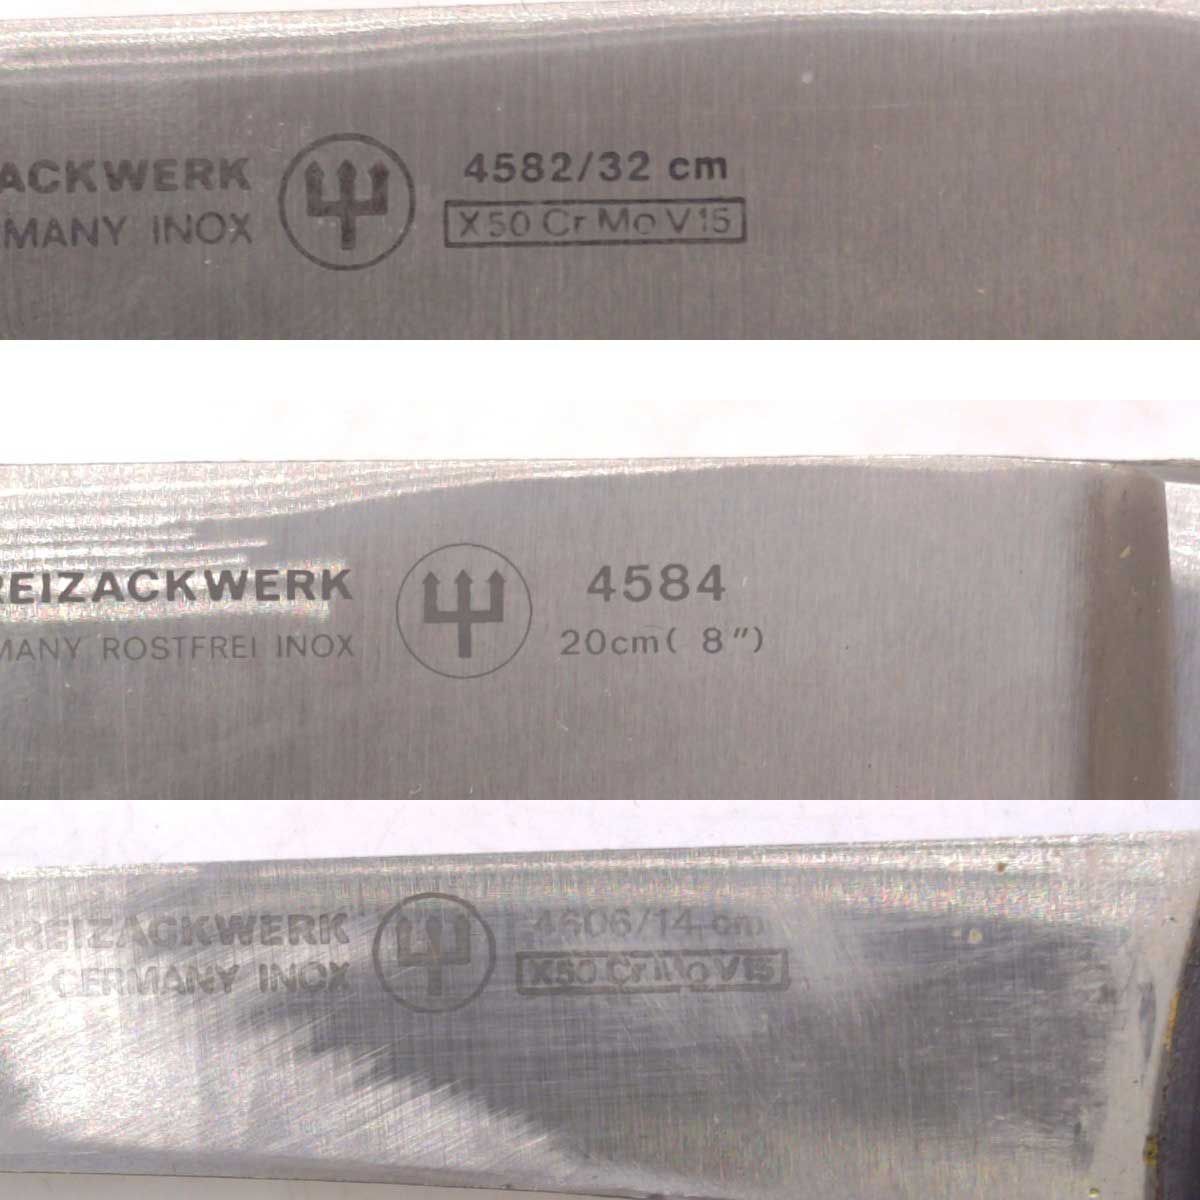 ACKWERK
MANY INOX
4582/32 cm
X50 Cr Mo V15
REIZACKWERK
MANY ROSTFREI INOX
4584
20cm( 8")
REIZACKWERK
GERMANY INOX
4606/14 cm
X50 Cr Mo V15